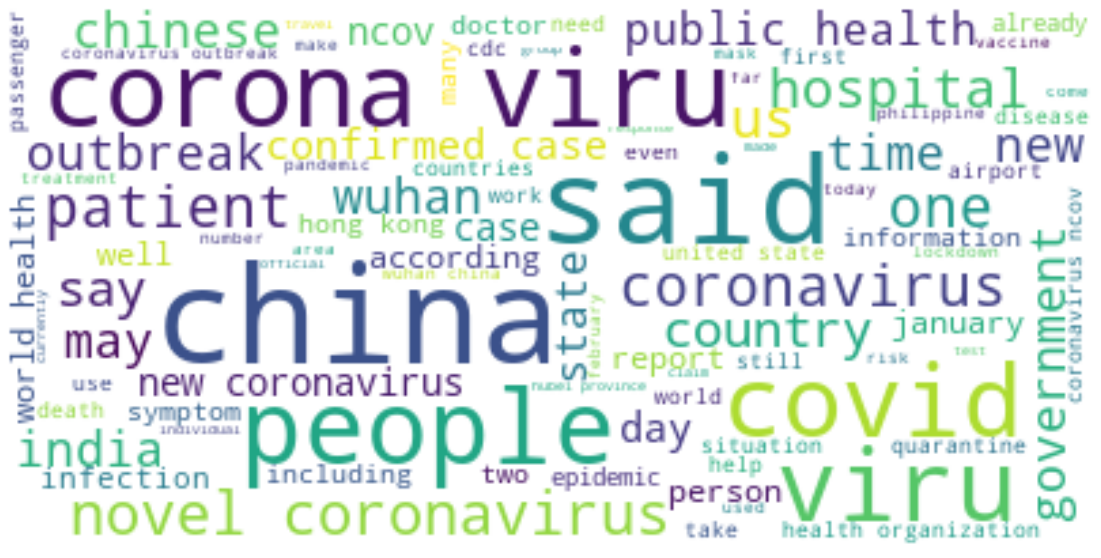 chinese
travel
make
ncov
doctor
need
public health
already
vaccine
passenger
coronavirus outbreak
many
cdc
group
mask
first
corona viru
far
hospital
come
philippine
disease
us
outbreak
confirmed case
response
made
even
time
new
pandemic
countries
airport
treatment
patient
wuhan
work
said
today
one
hong kong
case
number
information
well
area
official
according
united state
lockdown
world health
say
china
wuhan china
state
february
coronavirus
government
coronavirus ncov
currently
may
country
january
report
still
risk
test
use
new coronavirus
hubei province
claim
world
covid
death
symptom
individual
people
day
situation
quarantine
india
help
infection
including
two
epidemic
person
viru
used
novel coronavirus
take
health organization